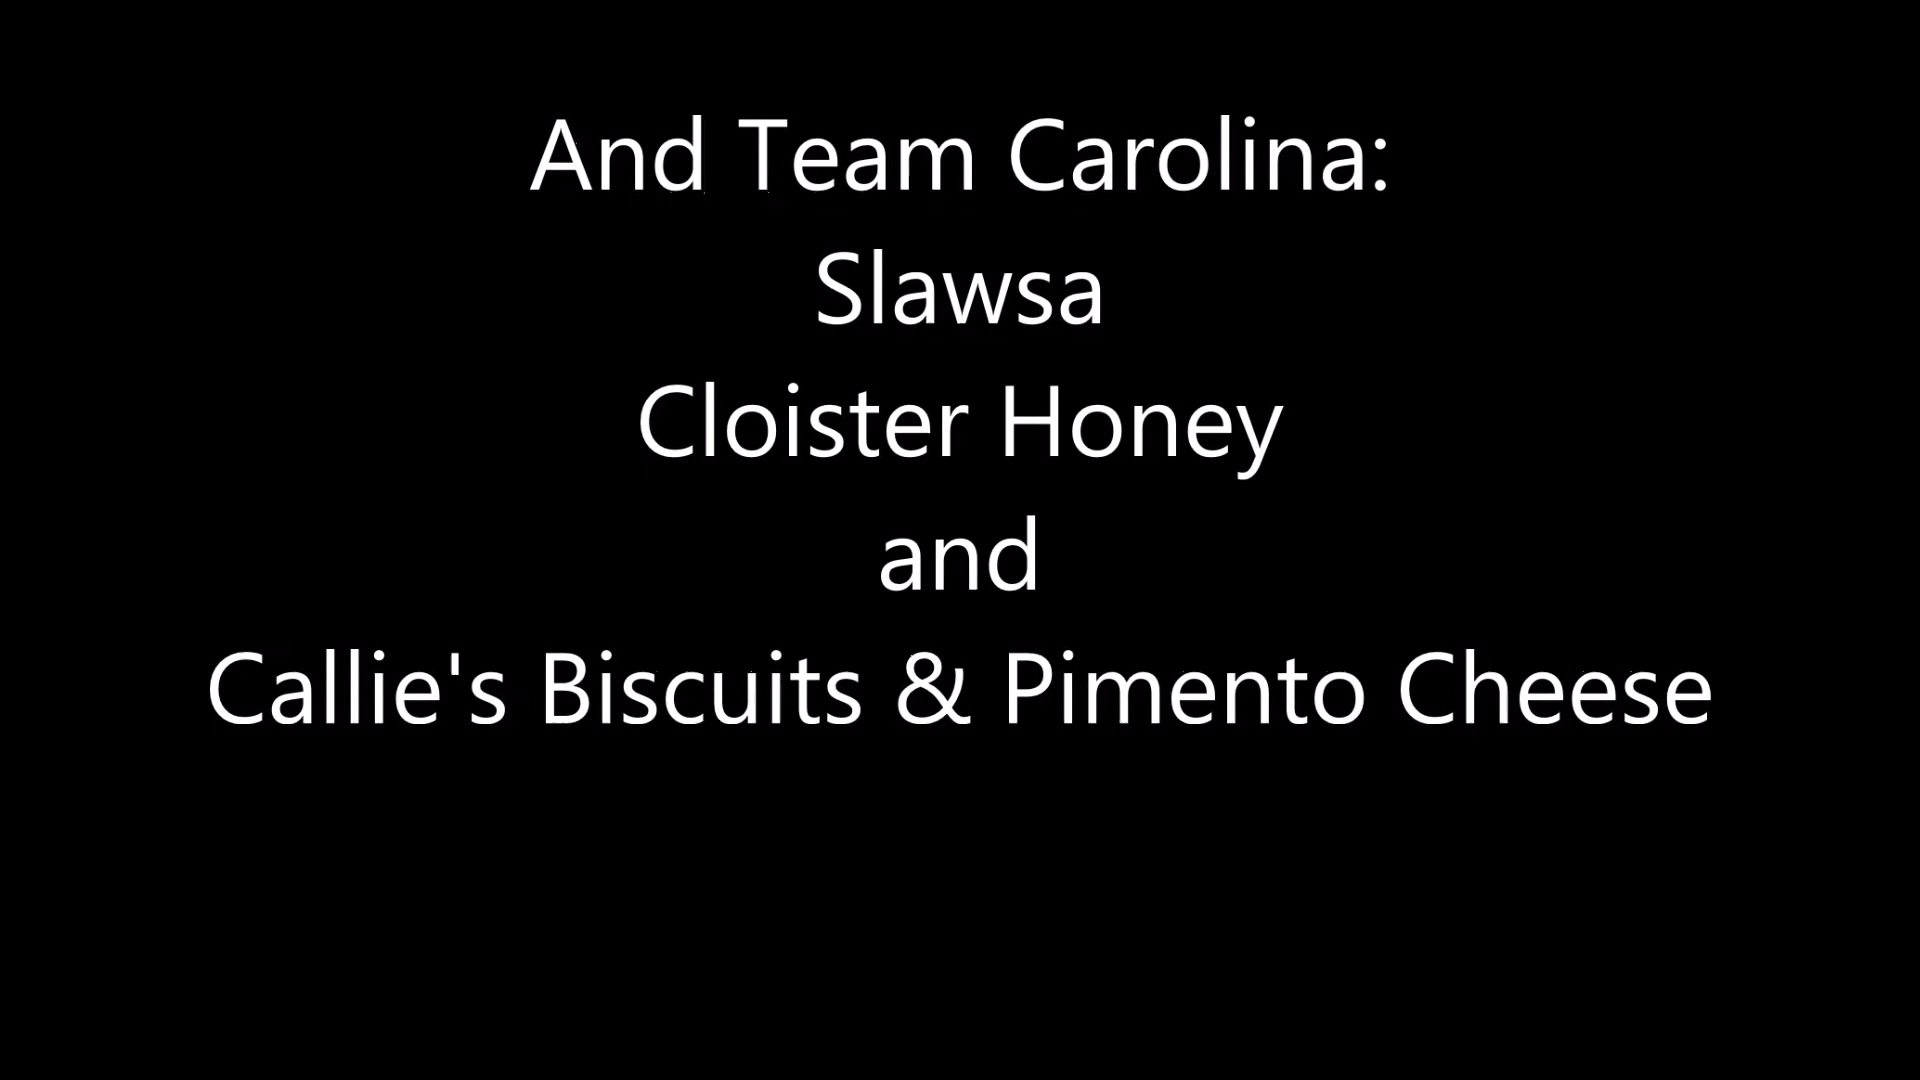 And Team Carolina:
Slawsa
Cloister Honey
and
Callie's Biscuits & Pimento Cheese